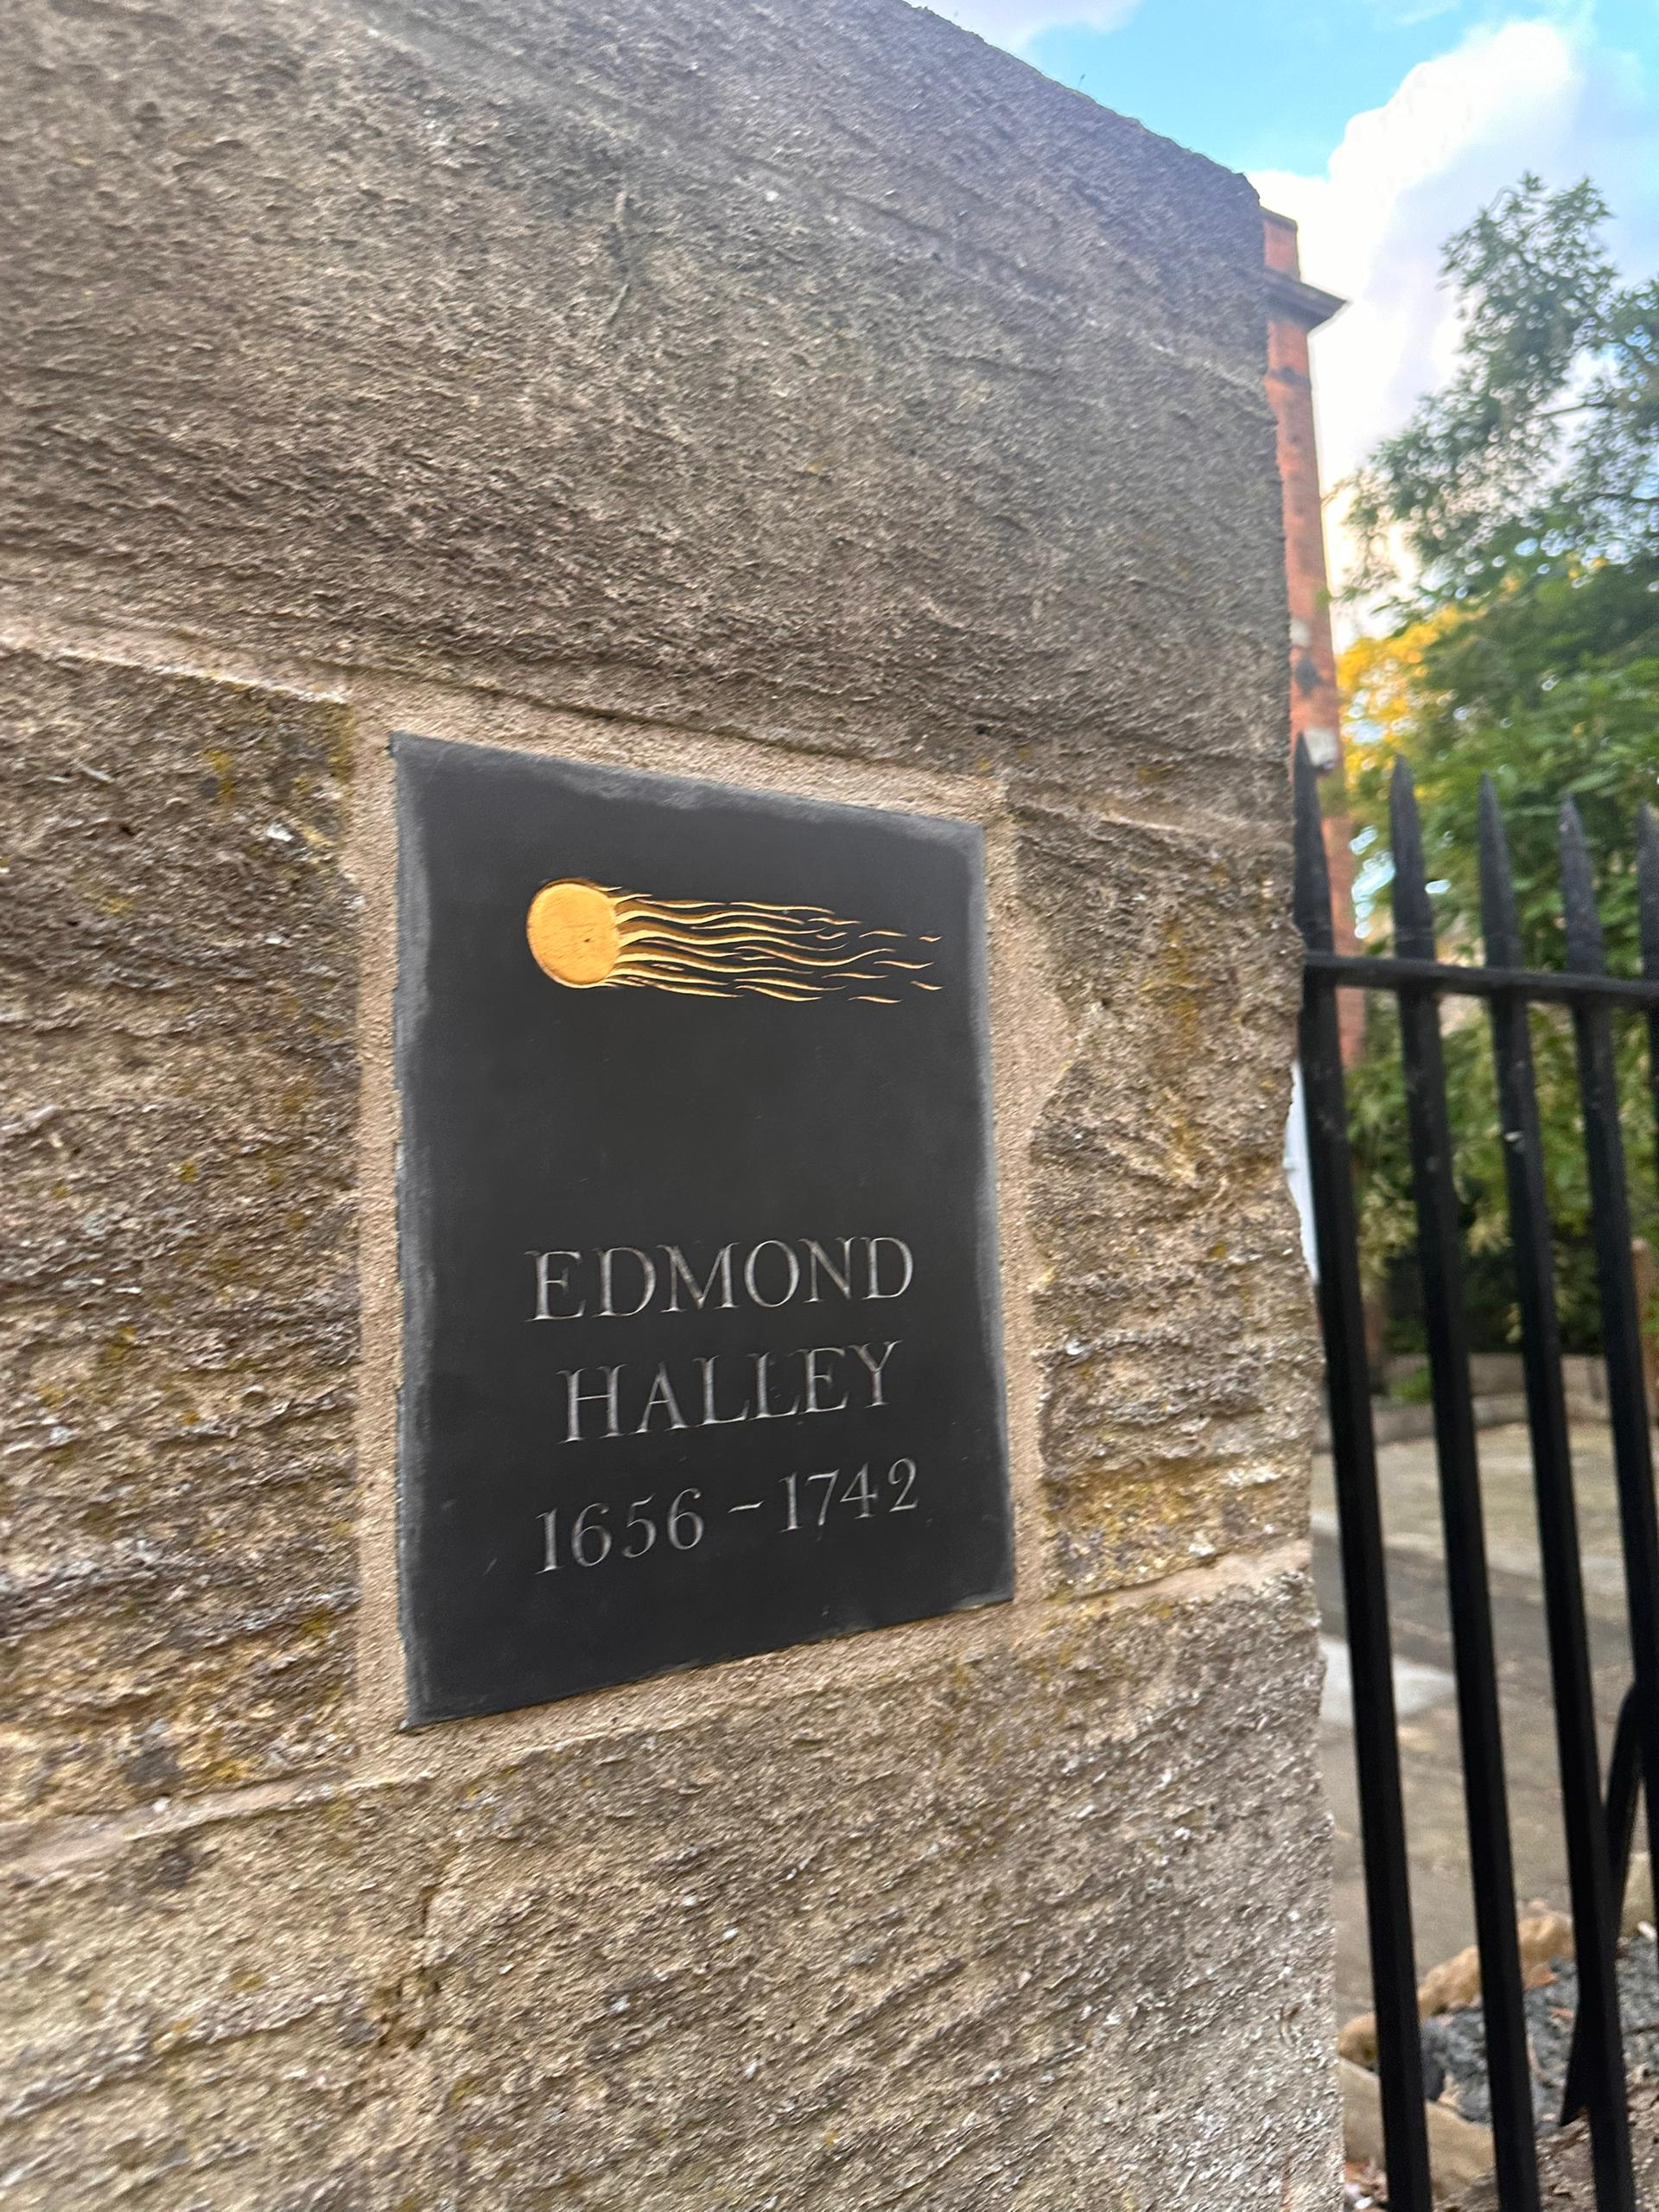 EDMOND
HALLEY
1656 – 1742